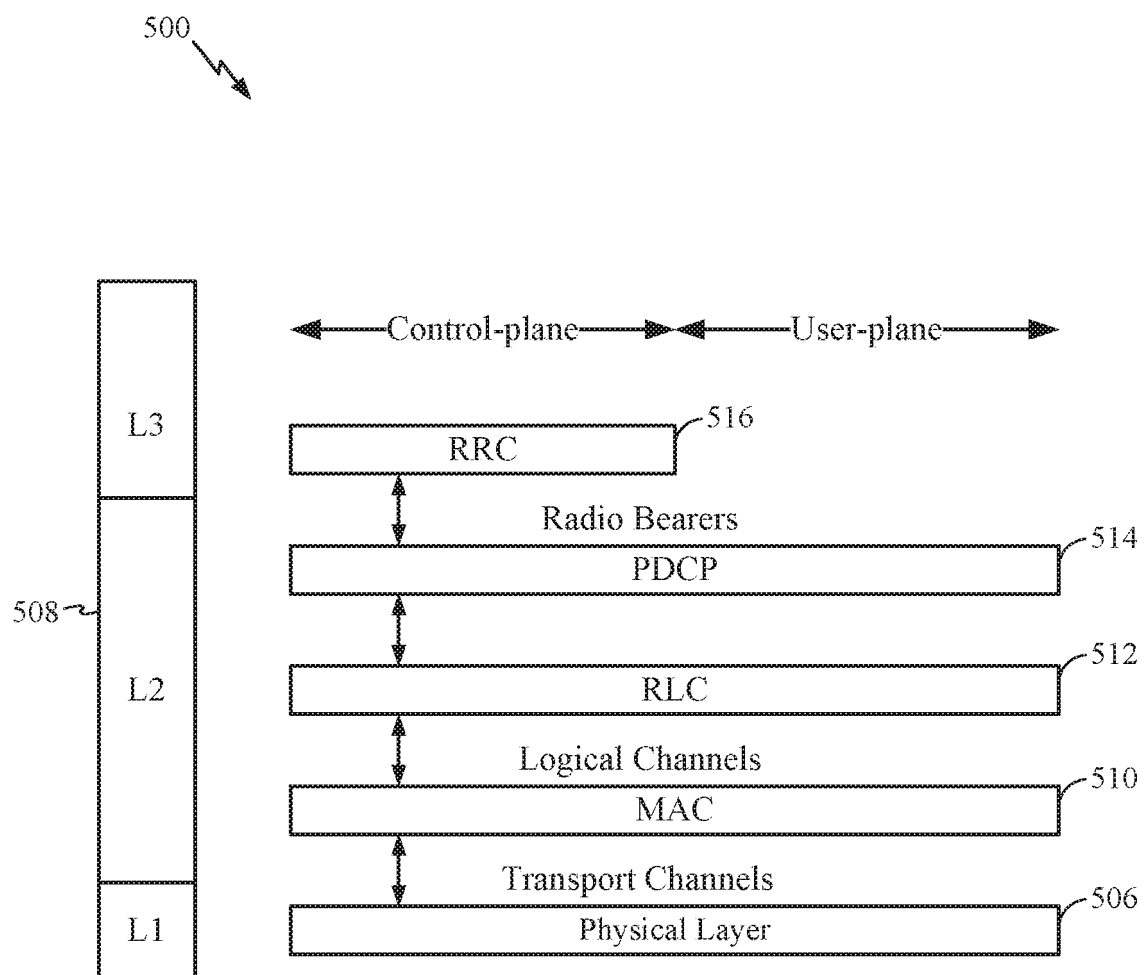 500
Control-plane
User-plane
L3
516
RRC
Radio Bearers
514
PDCP
508
L2
512
RLC
Logical Channels
510
MAC
Transport Channels
506
L1
Physical Layer